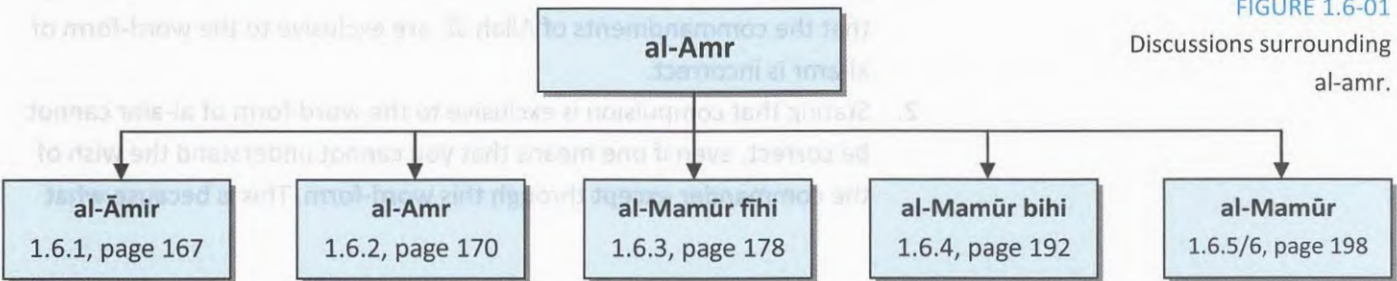 FIGURE 1.6-01
Discussions surrounding
al-amr.
al-Amr
al-Āmir
1.6.1, page 167
al-Amr
1.6.2, page 170
al-Mamūr fīhi
1.6.3, page 178
al-Mamūr bihi
1.6.4, page 192
al-Mamūr
1.6.5/6, page 198
that the commandments of Allah ﷻ are exclusive to the word-form of
al-amr is incorrect.
2. Stating that compulsion is exclusive to the word-form of al-amr cannot
be correct, even if one means that you cannot understand the wish of
the commander except through this word-form. This is because what